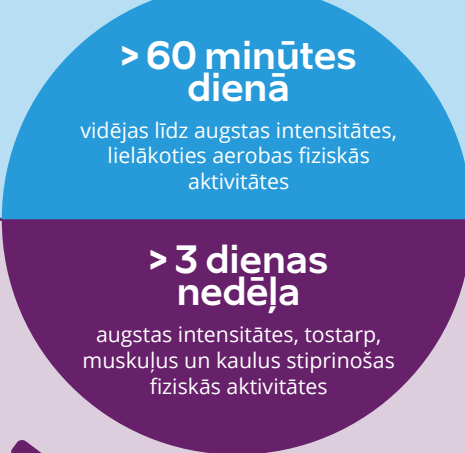 > 60 minūtes
dienā
vidējas līdz augstas intensitātes,
lielākoties aerobas fiziskās
aktivitātes
> 3 dienas
nedēļa
augstas intensitātes, tostarp,
muskuļus un kaulus stiprinošas
fiziskās aktivitātes